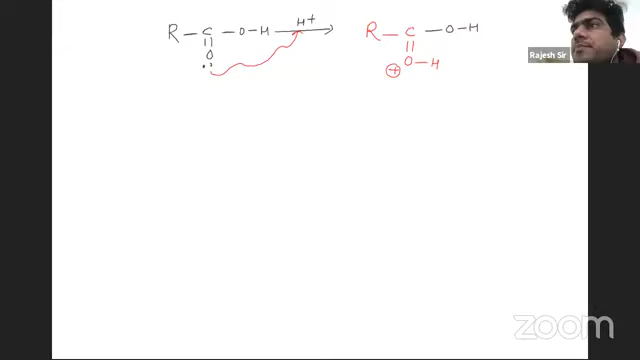 R – C – O – H H+ R – C – O – H
|| ||
O O – H
+
Rajesh Sir
zoom